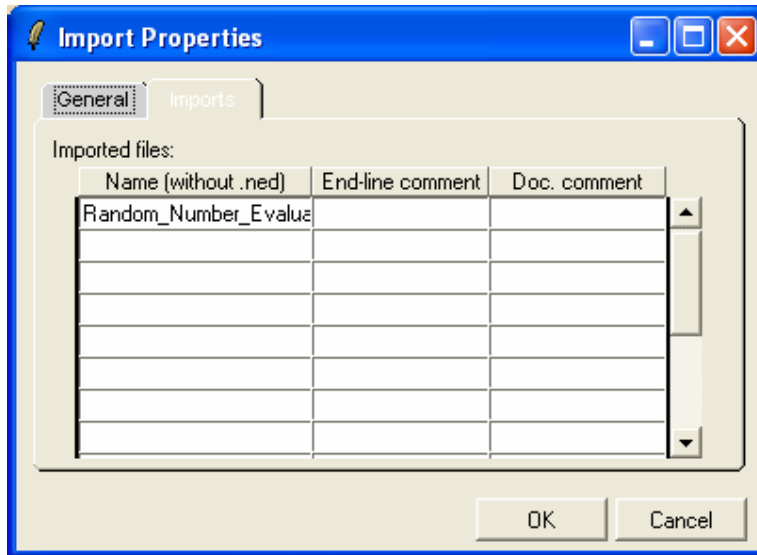 Import Properties
General Imports
Imported files:
Name (without .ned) End-line comment Doc. comment
Random_Number_Evalua
OK Cancel